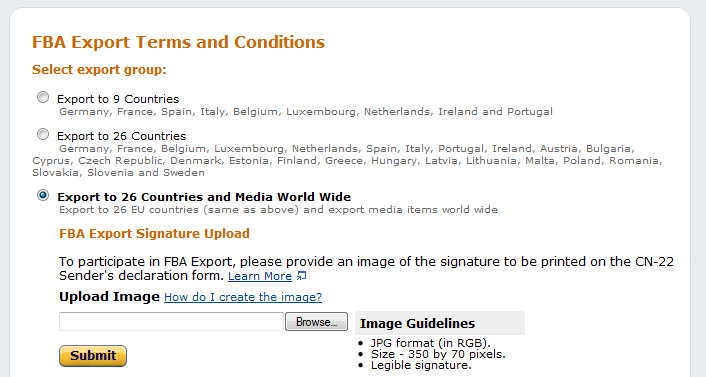 FBA Export Terms and Conditions
Select export group:
Export to 9 Countries
Germany, France, Spain, Italy, Belgium, Luxembourg, Netherlands, Ireland and Portugal
Export to 26 Countries
Germany, France, Belgium, Luxembourg, Netherlands, Spain, Italy, Portugal, Ireland, Austria, Bulgaria,
Cyprus, Czech Republic, Denmark, Estonia, Finland, Greece, Hungary, Latvia, Lithuania, Malta, Poland, Romania,
Slovakia, Slovenia and Sweden
Export to 26 Countries and Media World Wide
Export to 26 EU countries (same as above) and export media items world wide
FBA Export Signature Upload
To participate in FBA Export, please provide an image of the signature to be printed on the CN-22
Sender's declaration form. Learn More
Upload Image How do I create the image?
Browse...
Image Guidelines
• JPG format (in RGB).
• Size - 350 by 70 pixels.
• Legible signature.
Submit